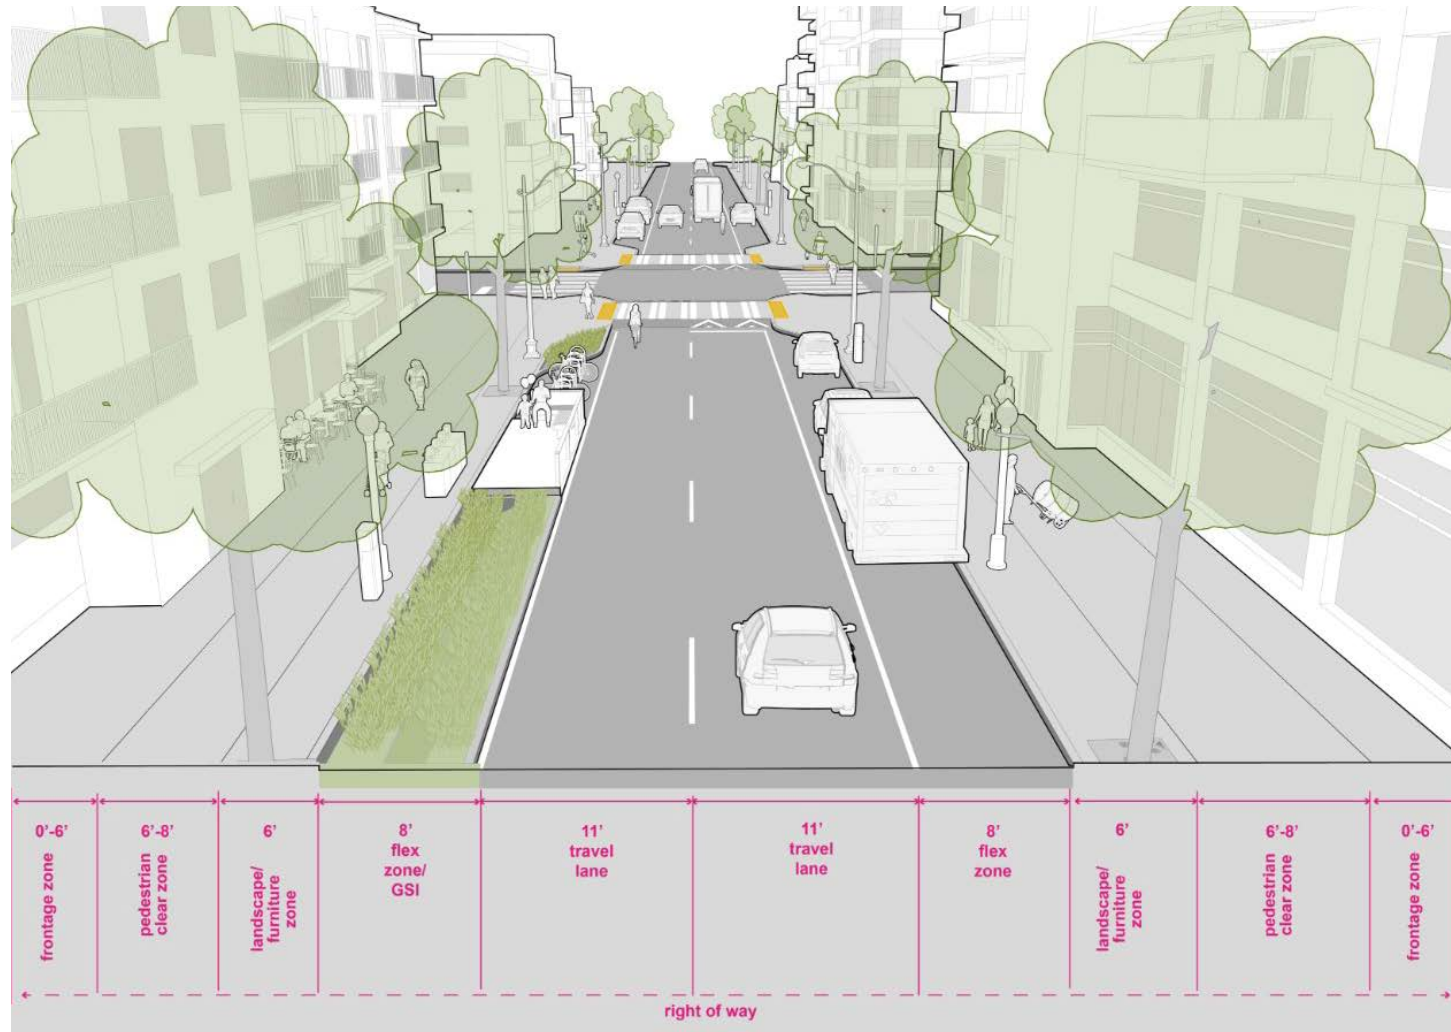 0'-6'
frontage zone
6'-8'
pedestrian
clear zone
6'
landscape/
furniture
zone
8'
flex
zone/
GSI
11'
travel
lane
11'
travel
lane
8'
flex
zone
6'
landscape/
furniture
zone
6'-8'
pedestrian
clear zone
0'-6'
frontage zone
right of way